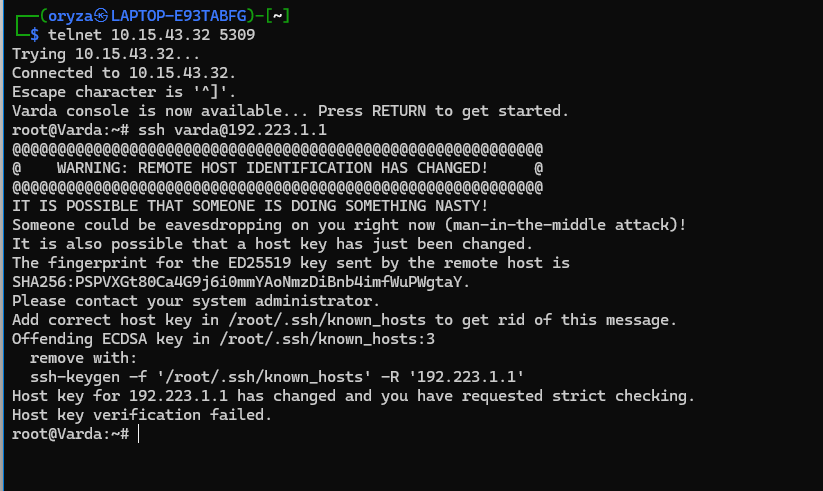 ┌──(oryza㉿LAPTOP-E93TABFG)-[~]
└─$ telnet 10.15.43.32 5309
Trying 10.15.43.32...
Connected to 10.15.43.32.
Escape character is '^]'.
Varda console is now available... Press RETURN to get started.
root@Varda:~# ssh varda@192.223.1.1
@@@@@@@@@@@@@@@@@@@@@@@@@@@@@@@@@@@@@@@@@@@@@@@@@@@@@@@@@@@
@    WARNING: REMOTE HOST IDENTIFICATION HAS CHANGED!     @
@@@@@@@@@@@@@@@@@@@@@@@@@@@@@@@@@@@@@@@@@@@@@@@@@@@@@@@@@@@
IT IS POSSIBLE THAT SOMEONE IS DOING SOMETHING NASTY!
Someone could be eavesdropping on you right now (man-in-the-middle attack)!
It is also possible that a host key has just been changed.
The fingerprint for the ED25519 key sent by the remote host is
SHA256:PSPVXGt80Ca4G9j6i0mmYAoNmzDiBnb4imfWuPWgtaY.
Please contact your system administrator.
Add correct host key in /root/.ssh/known_hosts to get rid of this message.
Offending ECDSA key in /root/.ssh/known_hosts:3
  remove with:
  ssh-keygen -f '/root/.ssh/known_hosts' -R '192.223.1.1'
Host key for 192.223.1.1 has changed and you have requested strict checking.
Host key verification failed.
root@Varda:~#